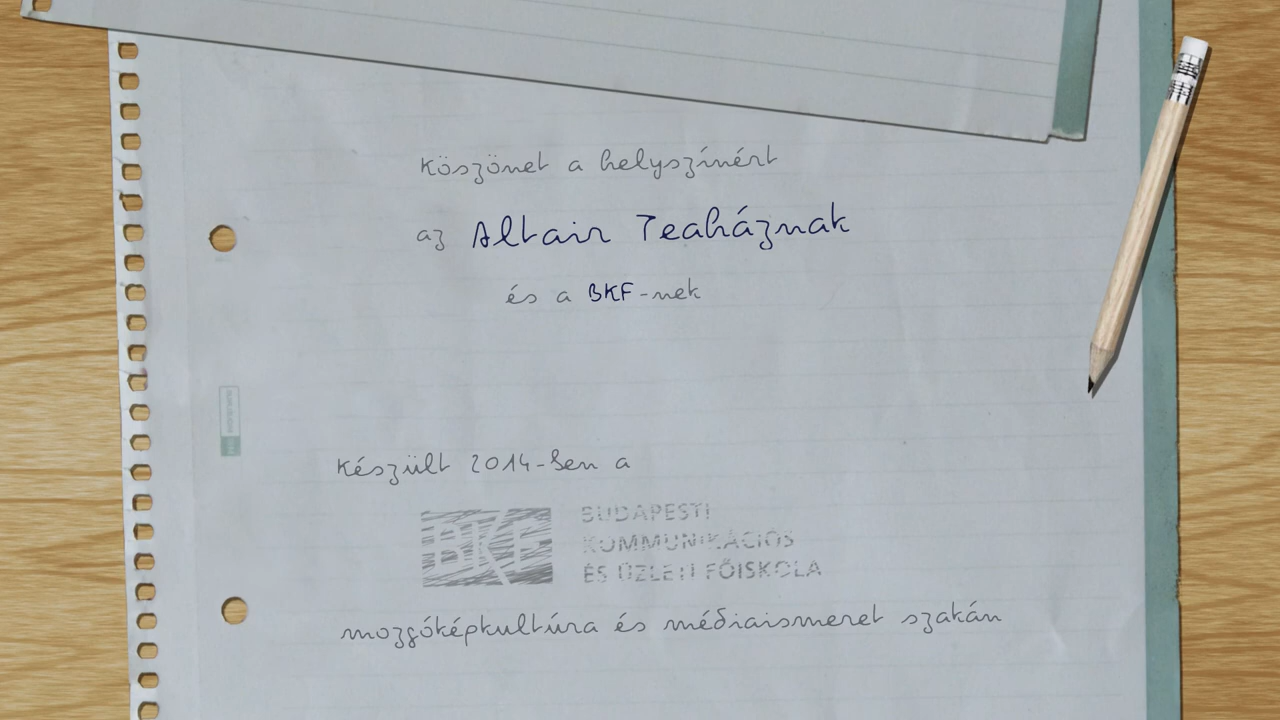 Köszönet a helyszínért
az Altair Teaháznak
és a BKF-nek
Készült 2014-ben a
BKF
BUDAPESTI
KOMMUNIKÁCIÓS
ÉS ÜZLETI FŐISKOLA
mozgóképkultúra és médiaismeret szakán